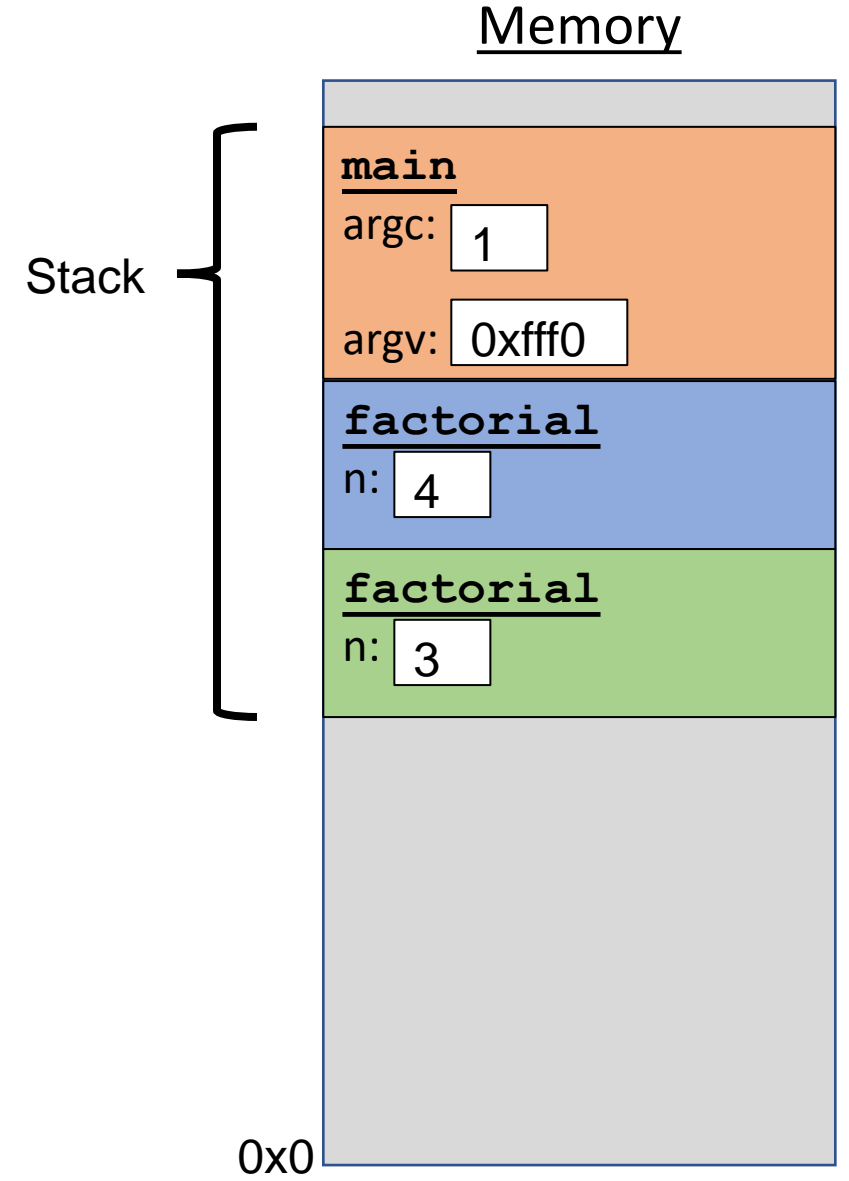 Memory
main
argc: 1
Stack
argv: 0xfff0
factorial
n: 4
factorial
n: 3
0x0